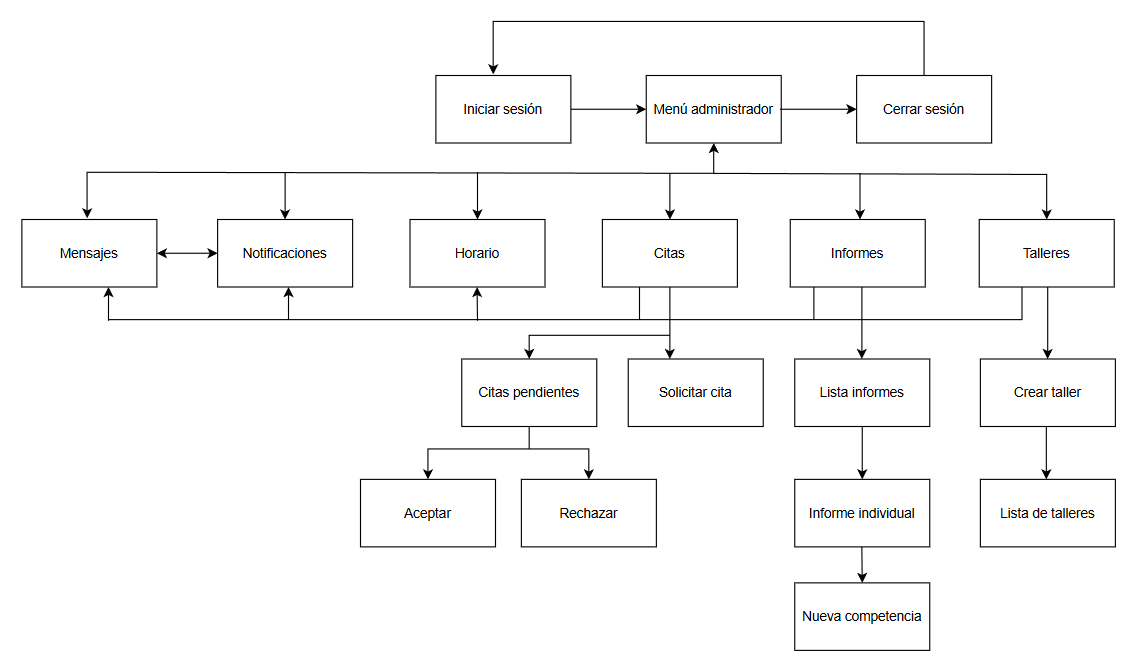 Iniciar sesión
Menú administrador
Cerrar sesión
Mensajes
Notificaciones
Horario
Citas
Informes
Talleres
Citas pendientes
Solicitar cita
Lista informes
Crear taller
Aceptar
Rechazar
Informe individual
Lista de talleres
Nueva competencia